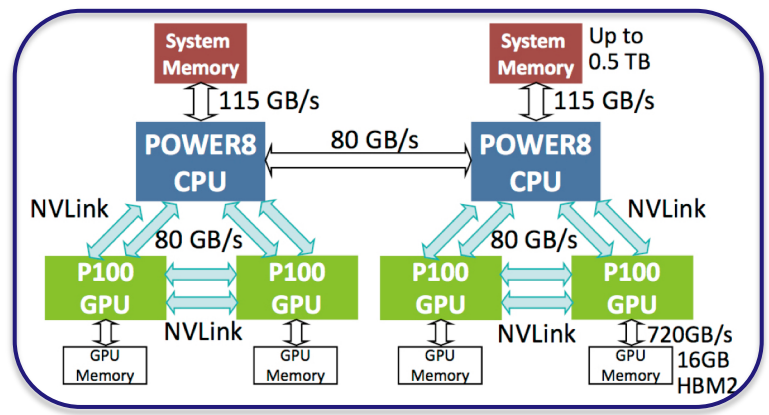 System
Memory
System
Memory
Up to
0.5 TB
115 GB/s
115 GB/s
POWER8
CPU
80 GB/s
POWER8
CPU
NVLink
80 GB/s
80 GB/s
NVLink
P100
GPU
P100
GPU
P100
GPU
P100
GPU
NVLink
NVLink
GPU
Memory
GPU
Memory
GPU
Memory
GPU
Memory
720GB/s
16GB
HBM2